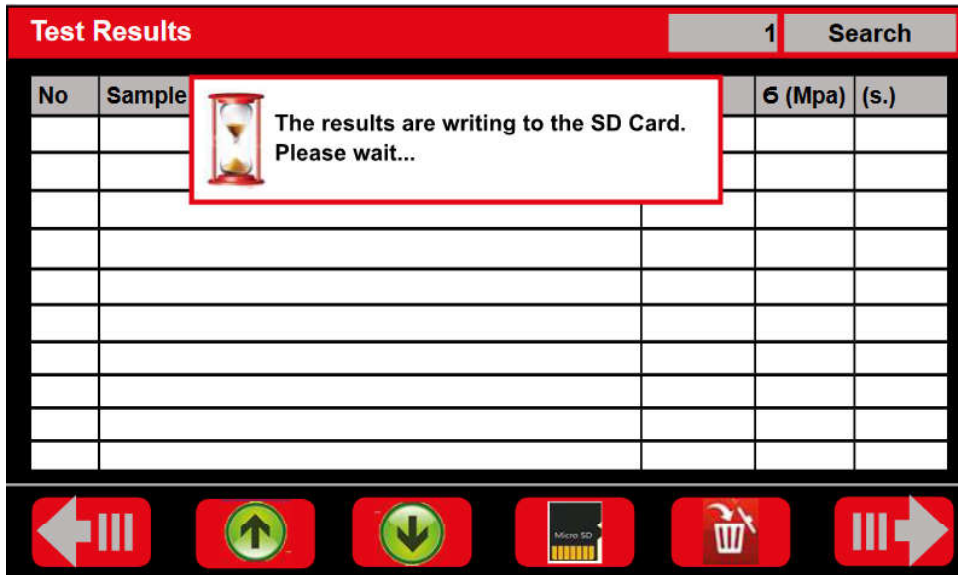 Test Results
1
Search
No
Sample
б (Mpa)
(s.)
The results are writing to the SD Card.
Please wait...
Micro SD